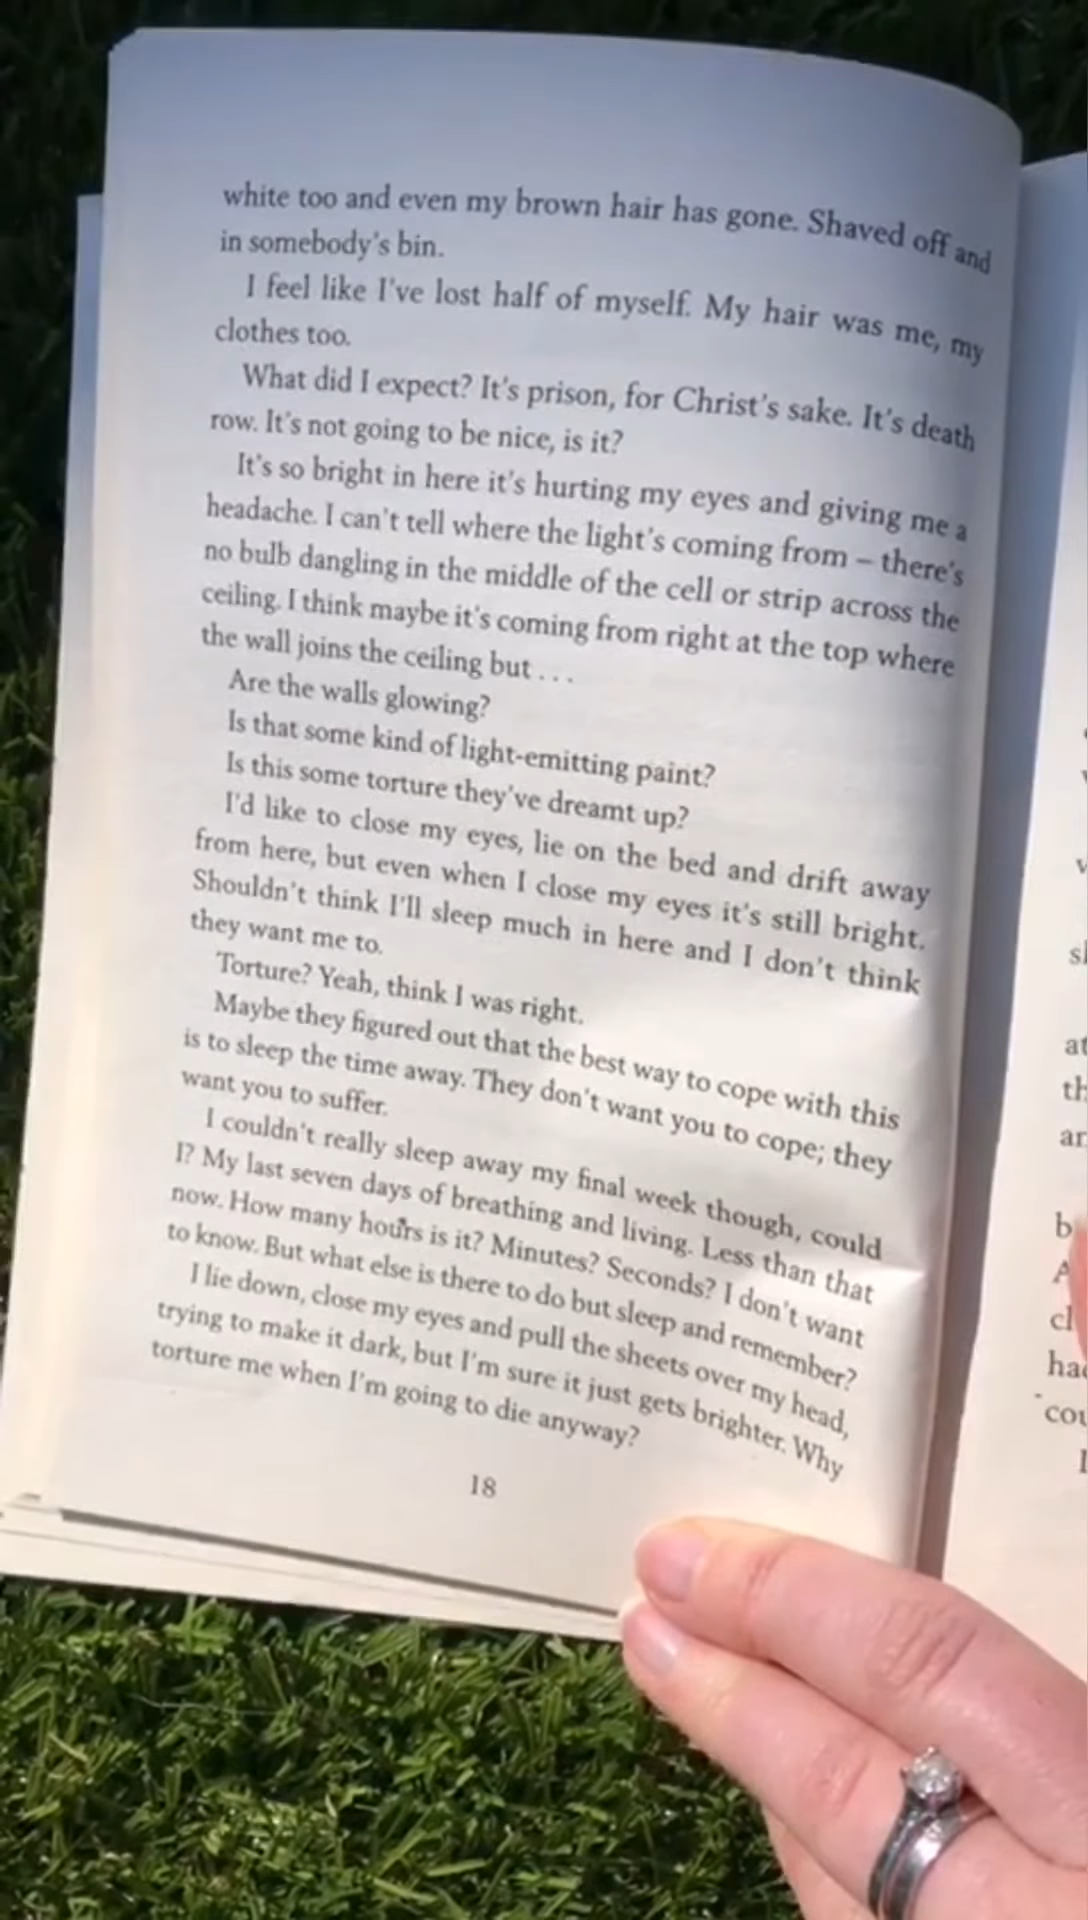 white too and even my brown hair has gone. Shaved off and
in somebody's bin.
I feel like I've lost half of myself. My hair was me, my
clothes too.
What did I expect? It's prison, for Christ's sake. It's death
row. It's not going to be nice, is it?
It's so bright in here it's hurting my eyes and giving me a
headache. I can't tell where the light's coming from – there's
no bulb dangling in the middle of the cell or strip across the
ceiling. I think maybe it's coming from right at the top where
the wall joins the ceiling but . . .
Are the walls glowing?
Is that some kind of light-emitting paint?
Is this some torture they've dreamt up?
I'd like to close my eyes, lie on the bed and drift away
from here, but even when I close my eyes it's still bright.
Shouldn't think I'll sleep much in here and I don't think
they want me to.
Torture? Yeah, think I was right.
Maybe they figured out that the best way to cope with this
is to sleep the time away. They don't want you to cope; they
want you to suffer.
I couldn't really sleep away my final week though, could
I? My last seven days of breathing and living. Less than that
now. How many hours is it? Minutes? Seconds? I don't want
to know. But what else is there to do but sleep and remember?
I lie down, close my eyes and pull the sheets over my head,
trying to make it dark, but I'm sure it just gets brighter. Why
torture me when I'm going to die anyway?
18